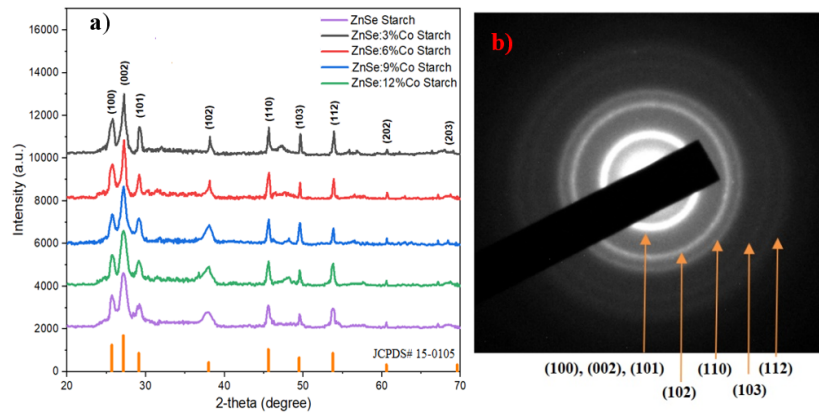 a)
ZnSe Starch
ZnSe:3%Co Starch
ZnSe:6%Co Starch
ZnSe:9%Co Starch
ZnSe:12%Co Starch
(100)
(002)
(101)
(102)
(110)
(103)
(112)
(202)
(203)
16000
14000
12000
10000
8000
6000
4000
2000
0
Intensity (a.u.)
JCPDS# 15-0105
20 30 40 50 60 70
2-theta (degree)
b)
(100), (002), (101)
(102)
(110)
(103)
(112)